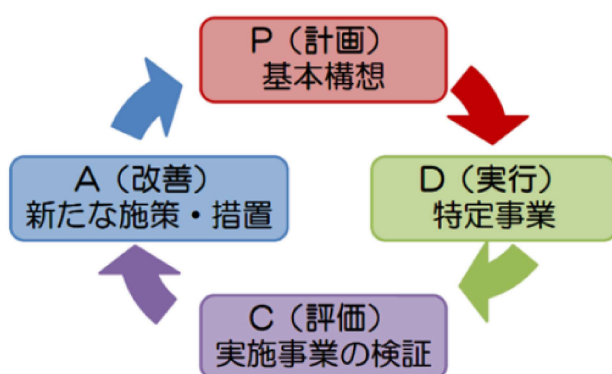 P（計画）
基本構想
D（実行）
特定事業
C（評価）
実施事業の検証
A（改善）
新たな施策・措置